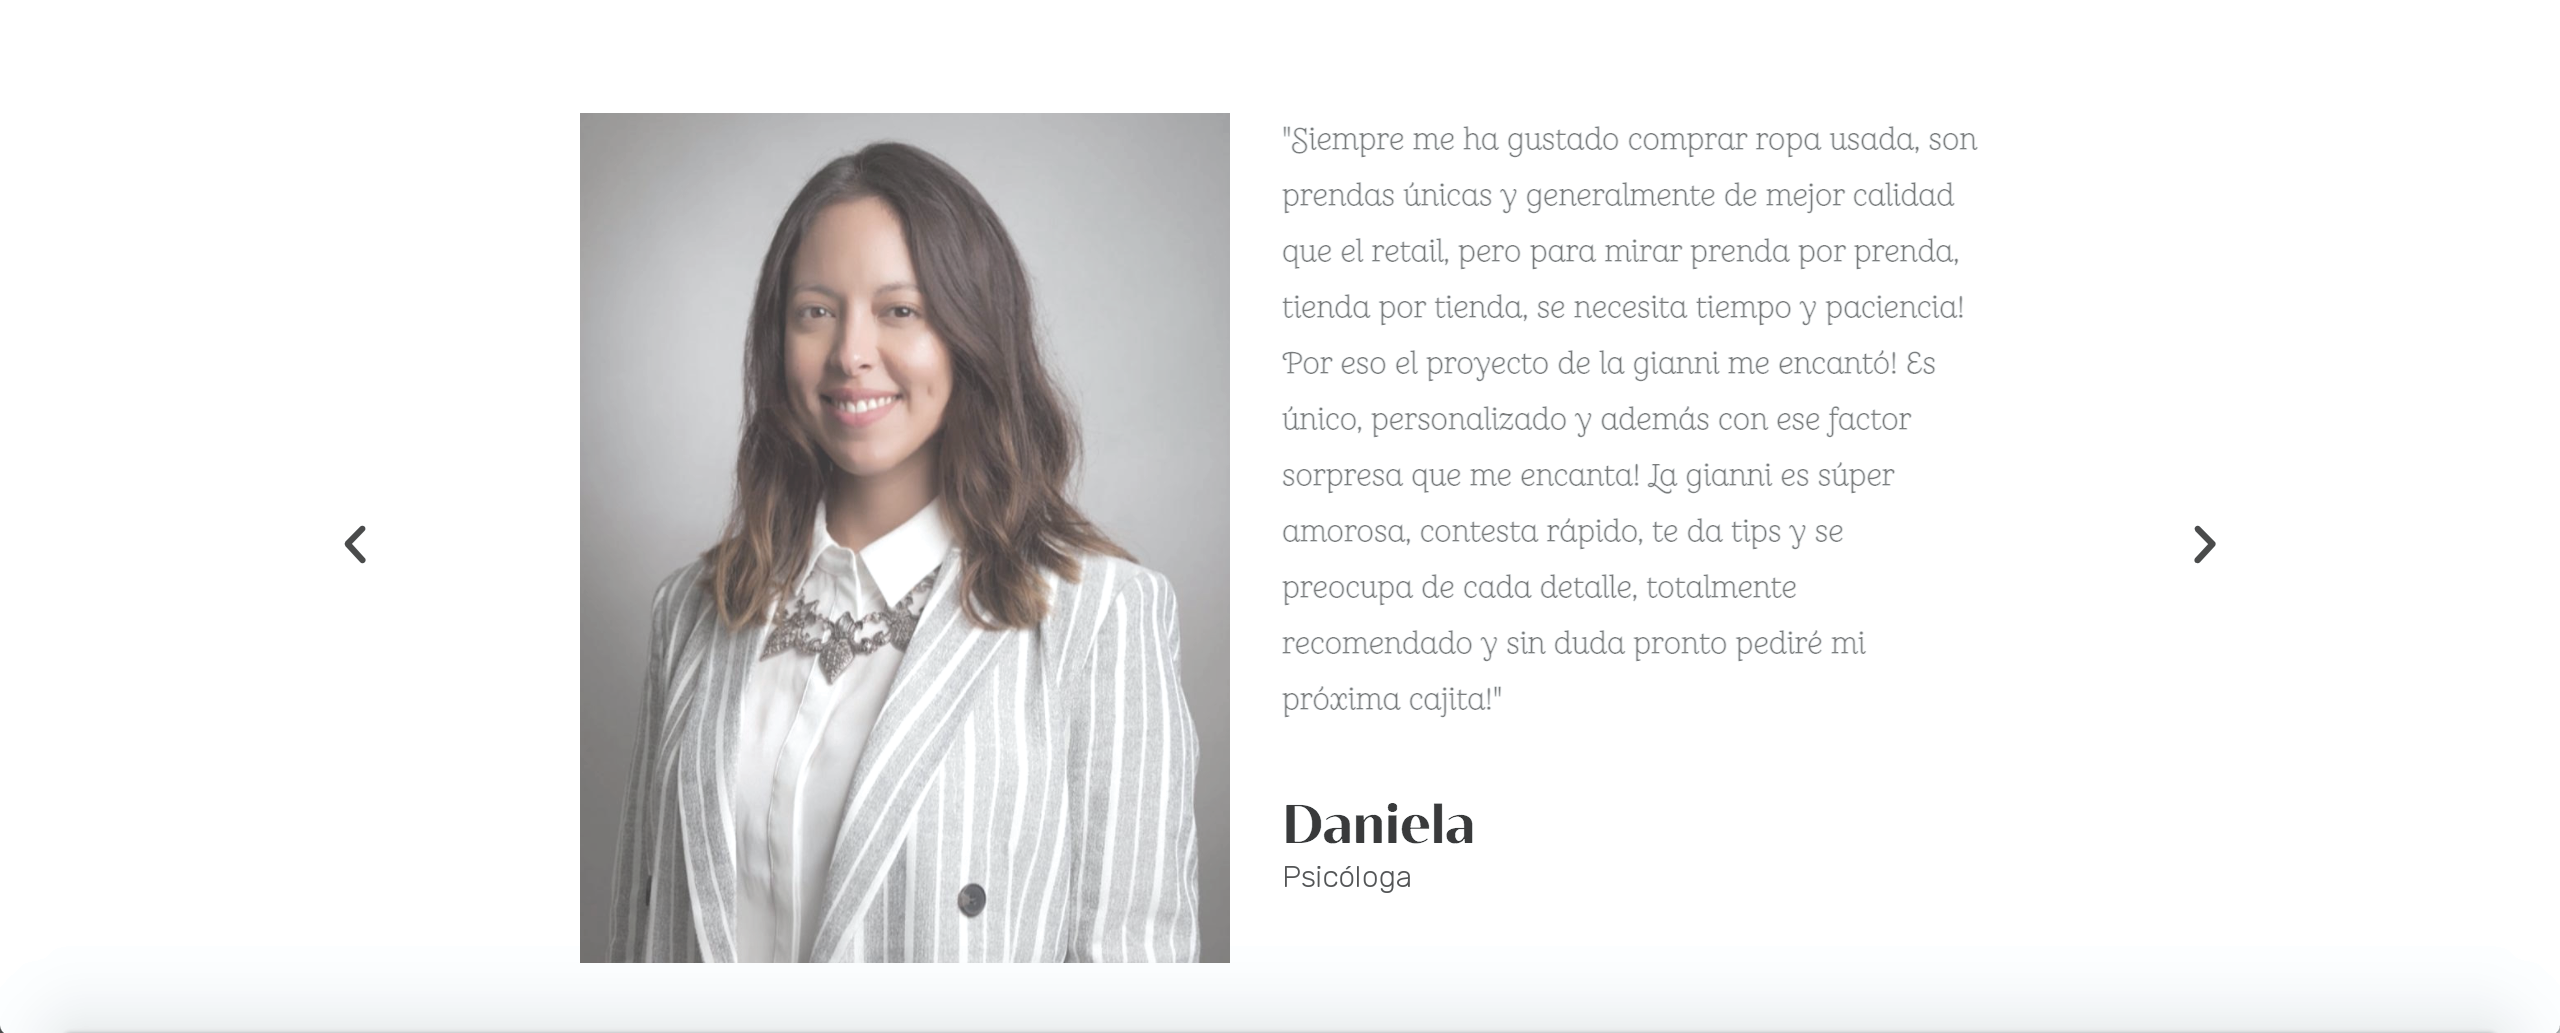 "Siempre me ha gustado comprar ropa usada, son
prendas únicas y generalmente de mejor calidad
que el retail, pero para mirar prenda por prenda,
tienda por tienda, se necesita tiempo y paciencia!
Por eso el proyecto de la gianni me encantó! Es
único, personalizado y además con ese factor
sorpresa que me encanta! La gianni es súper
amorosa, contesta rápido, te da tips y se
preocupa de cada detalle, totalmente
recomendado y sin duda pronto pediré mi
próxima cajita!"
Daniela
Psicóloga